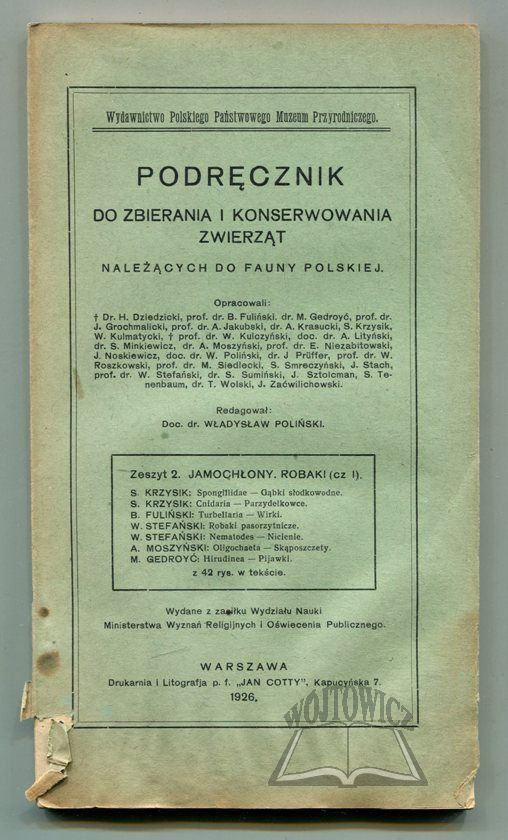 Wydawnictwo Polskiego Państwowego Muzeum Przyrodniczego.
PODRĘCZNIK
DO ZBIERANIA I KONSERWOWANIA
ZWIERZĄT
NALEŻĄCYCH DO FAUNY POLSKIEJ.
Opracowali:
† Dr. H. Dziedzicki, prof. dr. B. Fuliński. dr. M. Gedroyć, prof. dr.
J. Grochmalicki, prof. dr. A. Jakubski, dr. A. Krasucki, S. Krzysik,
W. Kulmatycki, † prof. dr. W. Kulczyński, doc. dr. A. Lityński,
dr. S. Minkiewicz, dr. A. Moszyński, prof. dr. E. Niezabitowski,
J. Noskiewicz, doc. dr. W. Poliński, dr. J Prüffer, prof. dr. W.
Roszkowski, prof. dr. M. Siedlecki, S. Smreczyński, J. Stach,
prof. dr. W. Stefański, dr. S. Sumiński, J. Sztolcman, S. Te-
nenbaum, dr. T. Wolski, J. Zaćwilichowski.
Redagował:
Doc. dr. WŁADYSŁAW POLIŃSKI.
Zeszyt 2. JAMOCHŁONY. ROBAKI (cz I).
S. KRZYSIK: Spongillidae — Gąbki słodkowodne.
S. KRZYSIK: Cnidaria — Parzydełkowce.
B. FULIŃSKI: Turbellaria — Wirki.
W. STEFAŃSKI: Robaki pasorzytnicze.
W. STEFAŃSKI: Nematodes — Nicienie.
A. MOSZYŃSKI: Oligochaeta — Skąposzczety.
M. GEDROYĆ: Hirudinea — Pijawki.
z 42 rys. w tekście.
Wydane z zasiłku Wydziału Nauki
Ministerstwa Wyznań Religijnych i Oświecenia Publicznego.
WARSZAWA
Drukarnia i Litografja p. f. „JAN COTTY", Kapucyńska 7.
1926.
WÓJTOWICZ